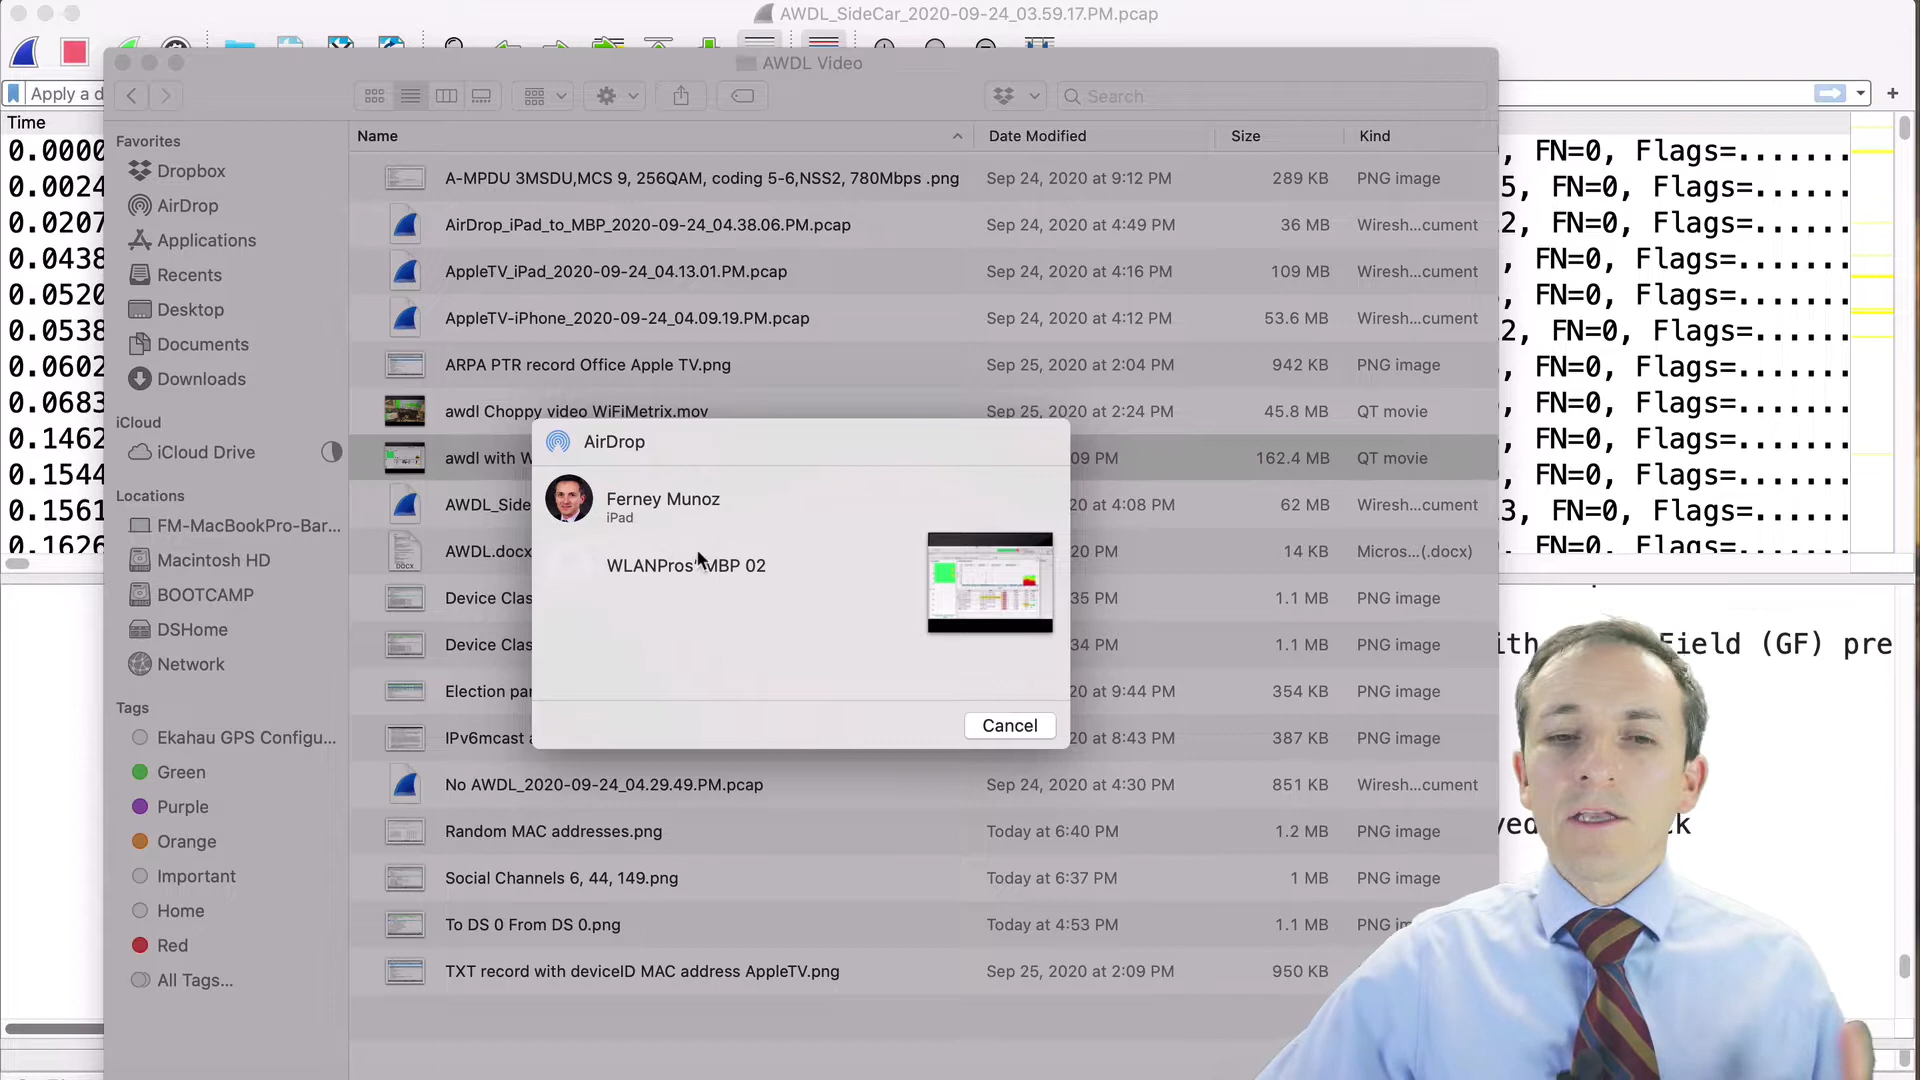 AWDL_SideCar_2020-09-24_03.59.17.PM.pcap
AWDL Video
Apply a d
Search
Time
Name
Date Modified
Size
Kind
0.0000
0.0024
0.0207
0.0438
0.0520
0.0538
0.0602
0.0683
0.1462
0.1544
0.1561
0.1626
Favorites
Dropbox
AirDrop
Applications
Recents
Desktop
Documents
Downloads
iCloud
iCloud Drive
Locations
FM-MacBookPro-Bar...
Macintosh HD
BOOTCAMP
DSHome
Network
Tags
Ekahau GPS Configu...
Green
Purple
Orange
Important
Home
Red
All Tags...
A-MPDU 3MSDU,MCS 9, 256QAM, coding 5-6,NSS2, 780Mbps .png Sep 24, 2020 at 9:12 PM 289 KB PNG image
AirDrop_iPad_to_MBP_2020-09-24_04.38.06.PM.pcap Sep 24, 2020 at 4:49 PM 36 MB Wiresh...cument
AppleTV_iPad_2020-09-24_04.13.01.PM.pcap Sep 24, 2020 at 4:16 PM 109 MB Wiresh...cument
AppleTV-iPhone_2020-09-24_04.09.19.PM.pcap Sep 24, 2020 at 4:12 PM 53.6 MB Wiresh...cument
ARPA PTR record Office Apple TV.png Sep 25, 2020 at 2:04 PM 942 KB PNG image
awdl Choppy video WiFiMetrix.mov Sep 25, 2020 at 2:24 PM 45.8 MB QT movie
awdl with W 09 PM 162.4 MB QT movie
AWDL_Side 20 at 4:08 PM 62 MB Wiresh...cument
AWDL.docx 20 PM 14 KB Micros...(.docx)
Device Clas 35 PM 1.1 MB PNG image
Device Clas 34 PM 1.1 MB PNG image
Election pa 20 at 9:44 PM 354 KB PNG image
IPv6mcast 20 at 8:43 PM 387 KB PNG image
No AWDL_2020-09-24_04.29.49.PM.pcap Sep 24, 2020 at 4:30 PM 851 KB Wiresh...cument
Random MAC addresses.png Today at 6:40 PM 1.2 MB PNG image
Social Channels 6, 44, 149.png Today at 6:37 PM 1 MB PNG image
To DS 0 From DS 0.png Today at 4:53 PM 1.1 MB PNG
TXT record with deviceID MAC address AppleTV.png Sep 25, 2020 at 2:09 PM 950 KB
AirDrop
Ferney Munoz
iPad
WLANPros' MBP 02
Cancel
, FN=0, Flags=.......
5, FN=0, Flags=.......
2, FN=0, Flags=.......
, FN=0, Flags=.......
, FN=0, Flags=.......
2, FN=0, Flags=.......
, FN=0, Flags=.......
, FN=0, Flags=.......
, FN=0, Flags=.......
, FN=0, Flags=.......
3, FN=0, Flags=.......
, FN=0, Flags=.......
ith Field (GF) pre